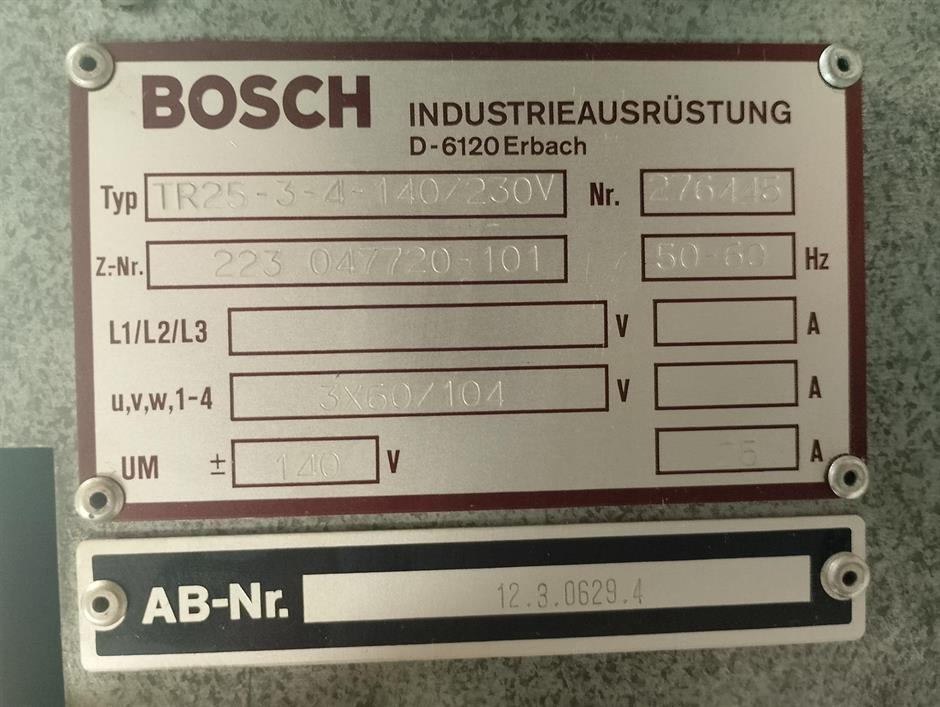 BOSCH INDUSTRIEAUSRÜSTUNG
D-6120 Erbach
Typ TR25-3-4-140/230V Nr. 276445
Z.-Nr. 223 047720-101 50-60 Hz
L1/L2/L3 V A
u,v,w,1-4 3X60/104 V A
UM ± 140 V 5 A
AB-Nr. 12.3.0629.4